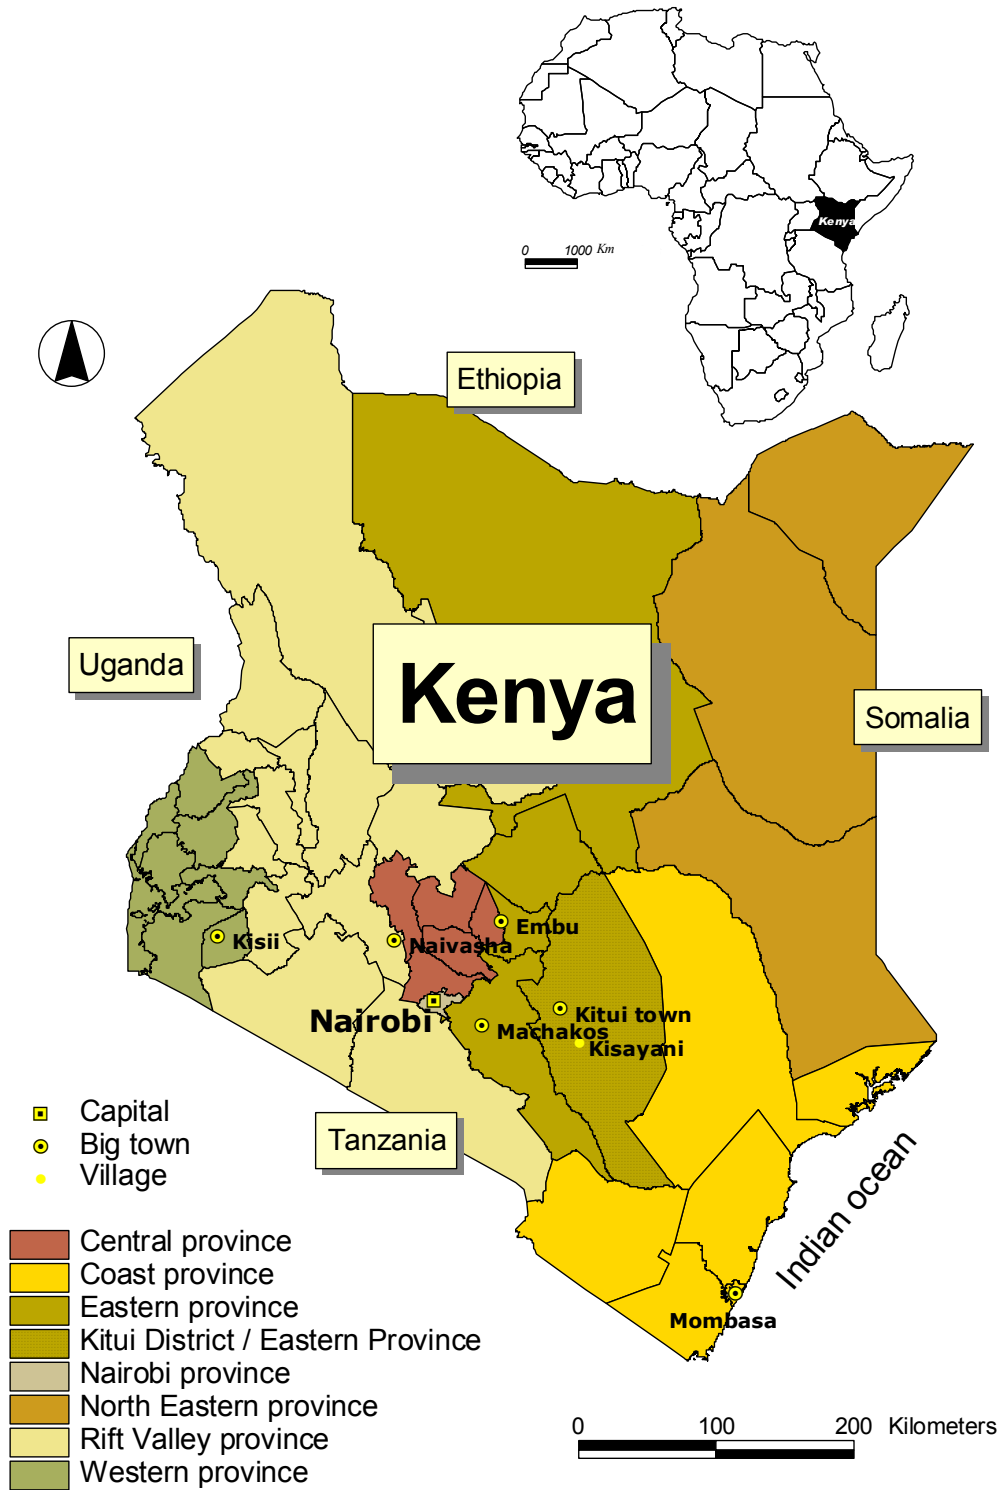 Kenya
0 1000 Km
Ethiopia
Uganda
Kenya
Somalia
Embu
Kisii
Naivasha
Kitui town
Nairobi
Machakos
Kisayani
Capital
Big town
Village
Tanzania
Indian ocean
Mombasa
Central province
Coast province
Eastern province
Kitui District / Eastern Province
Nairobi province
North Eastern province
Rift Valley province
Western province
0 100 200 Kilometers